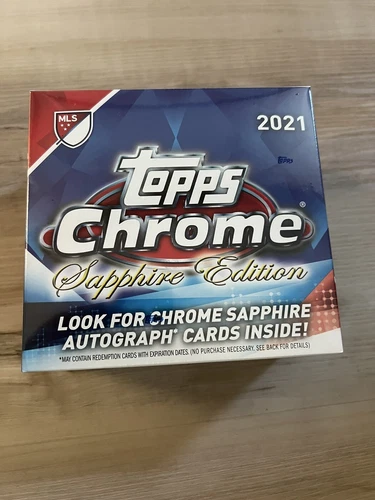 MLS
2021
Topps
Topps
Chrome®
Sapphire Edition
LOOK FOR CHROME SAPPHIRE
AUTOGRAPH* CARDS INSIDE!
*MAY CONTAIN REDEMPTION CARDS WITH EXPIRATION DATES. (NO PURCHASE NECESSARY. SEE BACK FOR DETAILS)